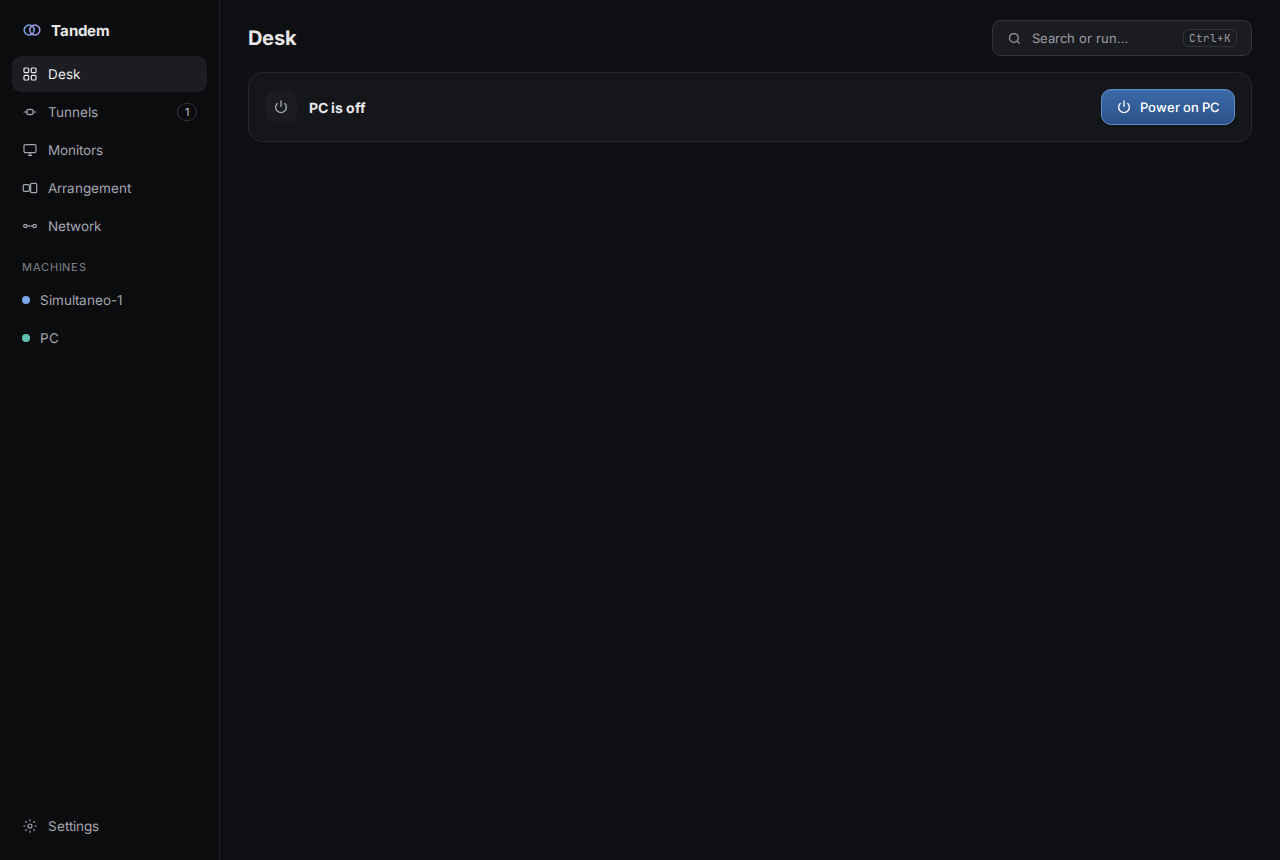 Tandem
Desk
Tunnels 1
Monitors
Arrangement
Network
MACHINES
Simultaneo-1
PC
Settings
Desk
Search or run... Ctrl+K
PC is off
Power on PC